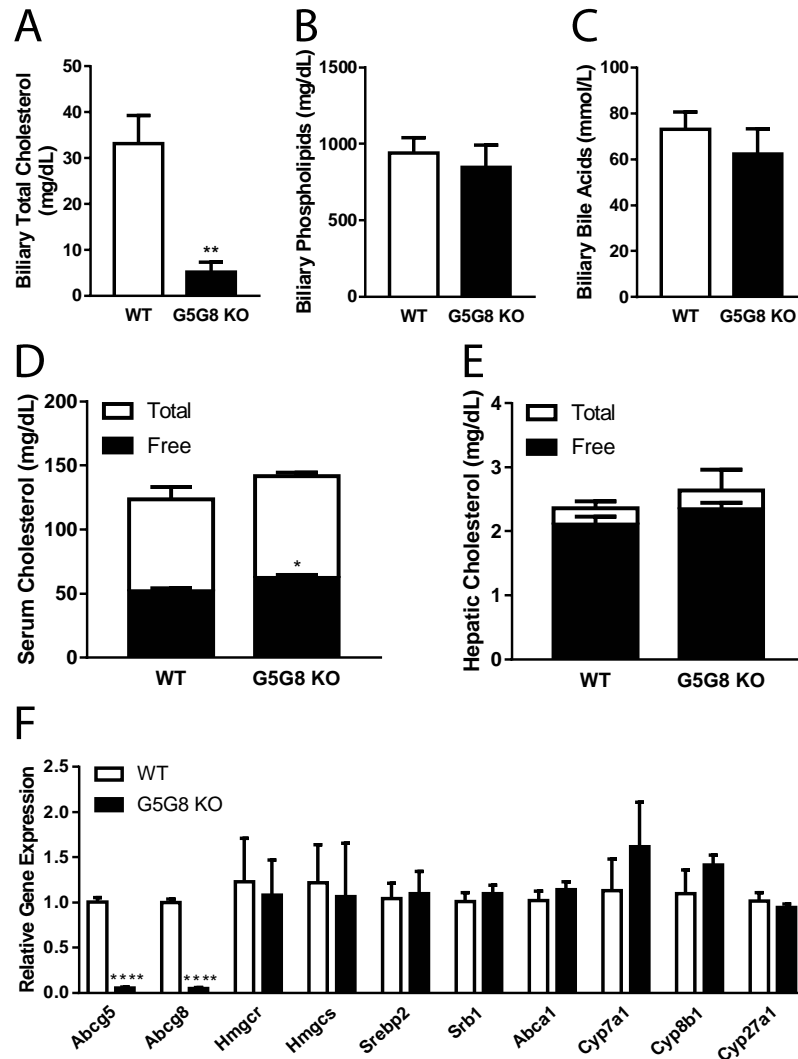 A
Biliary Total Cholesterol
(mg/dL)
50
40
30
20
10
0
**
WT
G5G8 KO
B
Biliary Phospholipids (mg/dL)
1500
1000
500
0
WT
G5G8 KO
C
Biliary Bile Acids (mmol/L)
100
80
60
40
20
0
WT
G5G8 KO
D
Serum Cholesterol (mg/dL)
200
150
100
50
0
Total
Free
*
WT
G5G8 KO
E
Hepatic Cholesterol (mg/dL)
4
3
2
1
0
Total
Free
WT
G5G8 KO
F
Relative Gene Expression
2.5
2.0
1.5
1.0
0.5
0.0
WT
G5G8 KO
****
****
Abcg5
Abcg8
Hmgcr
Hmgcs
Srebp2
Srb1
Abca1
Cyp7a1
Cyp8b1
Cyp27a1